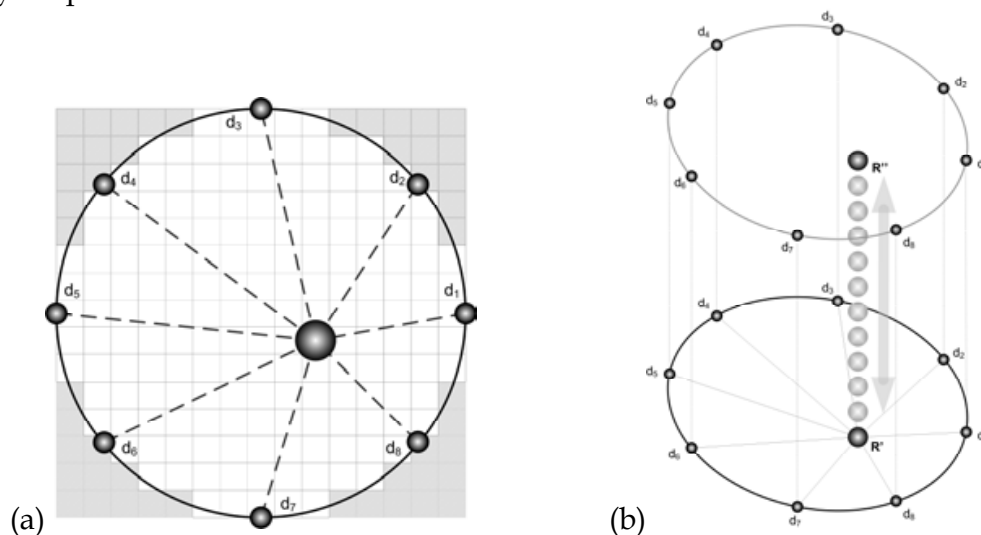 d₃
d₄
d₂
d₅
d₁
d₆
d₈
d₇
(a)
d₃
d₄
d₂
d₅
R"
d
d₆
d₈
d₇
d₃
d₄
d₂
d₅
R'
d
d₆
d₈
d₇
(b)